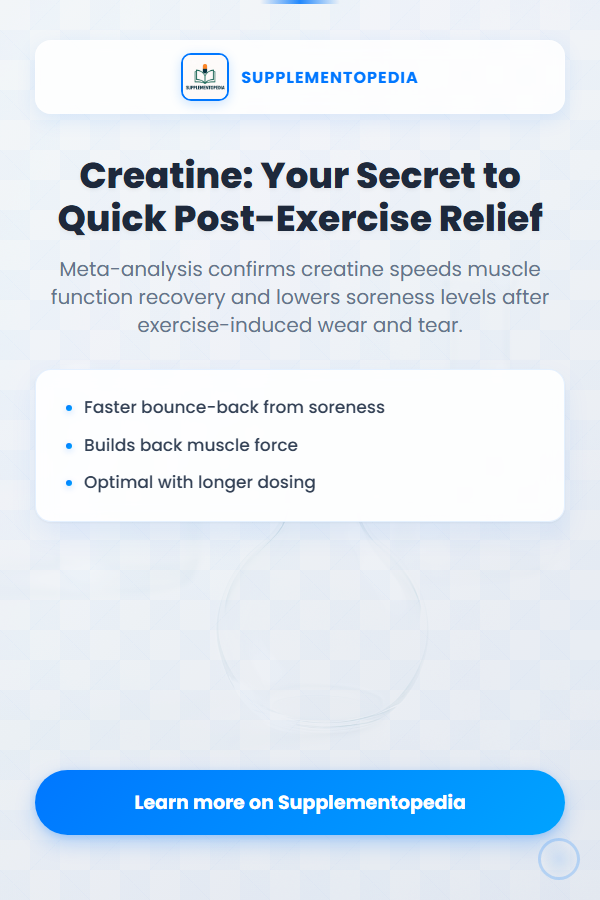 SUPPLEMENTOPEDIA
SUPPLEMENTOPEDIA
Creatine: Your Secret to
Quick Post-Exercise Relief
Meta-analysis confirms creatine speeds muscle
function recovery and lowers soreness levels after
exercise-induced wear and tear.
Faster bounce-back from soreness
Builds back muscle force
Optimal with longer dosing
Learn more on Supplementopedia